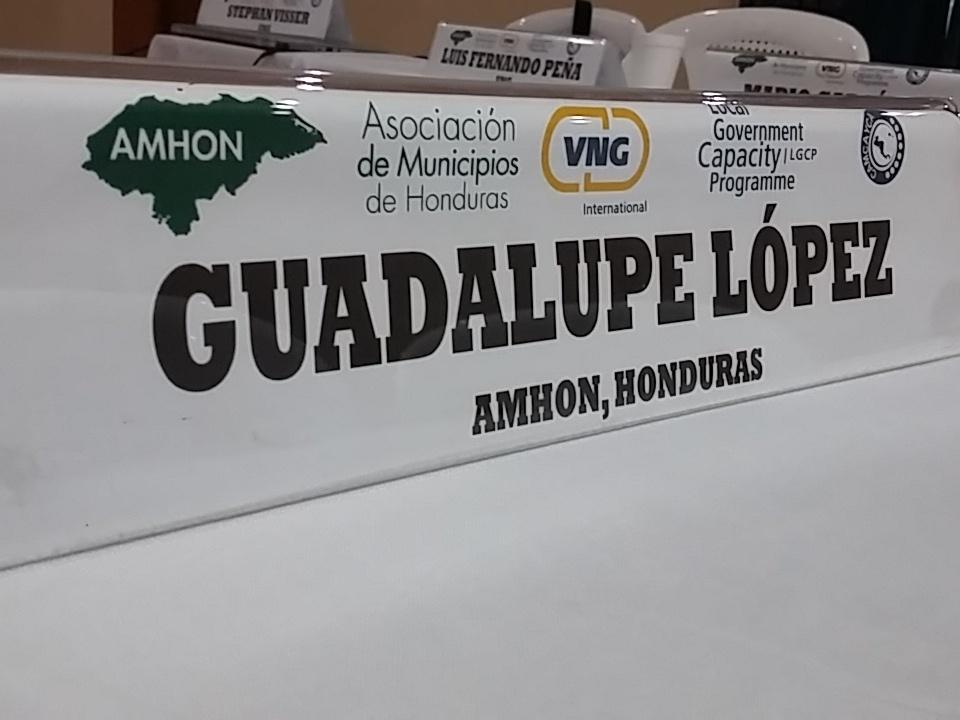 STEPHAN VISSER
LUIS FERNANDO PEÑA
VNG
AMHON
Asociación
de Municipios
de Honduras
VNG
International
Local
Government
Capacity | LGCP
Programme
GUADALUPE LÓPEZ
AMHON, HONDURAS